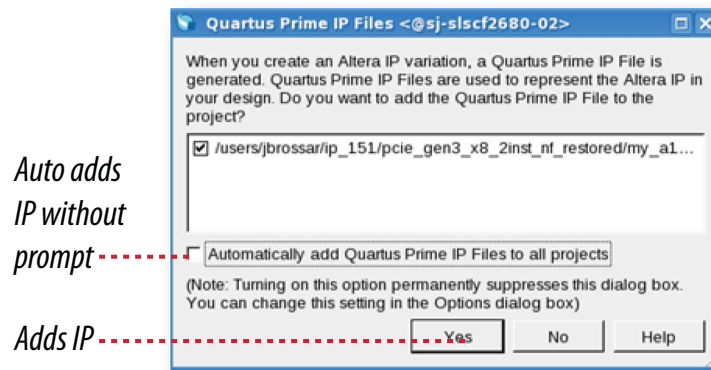 Quartus Prime IP Files <@sj-slscf2680-02>
When you create an Altera IP variation, a Quartus Prime IP File is
generated. Quartus Prime IP Files are used to represent the Altera IP in
your design. Do you want to add the Quartus Prime IP File to the
project?
/users/jbrossar/ip_151/pcie_gen3_x8_2inst_nf_restored/my_a1...
Auto adds
IP without
prompt
Automatically add Quartus Prime IP Files to all projects
(Note: Turning on this option permanently suppresses this dialog box.
You can change this setting in the Options dialog box)
Adds IP
Yes No Help